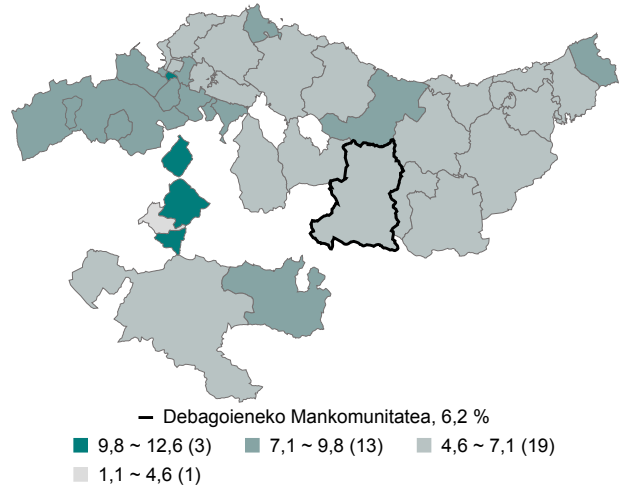 Debagoieneko Mankomunitatea, 6,2 %
9,8 ~ 12,6 (3) 7,1 ~ 9,8 (13) 4,6 ~ 7,1 (19)
1,1 ~ 4,6 (1)